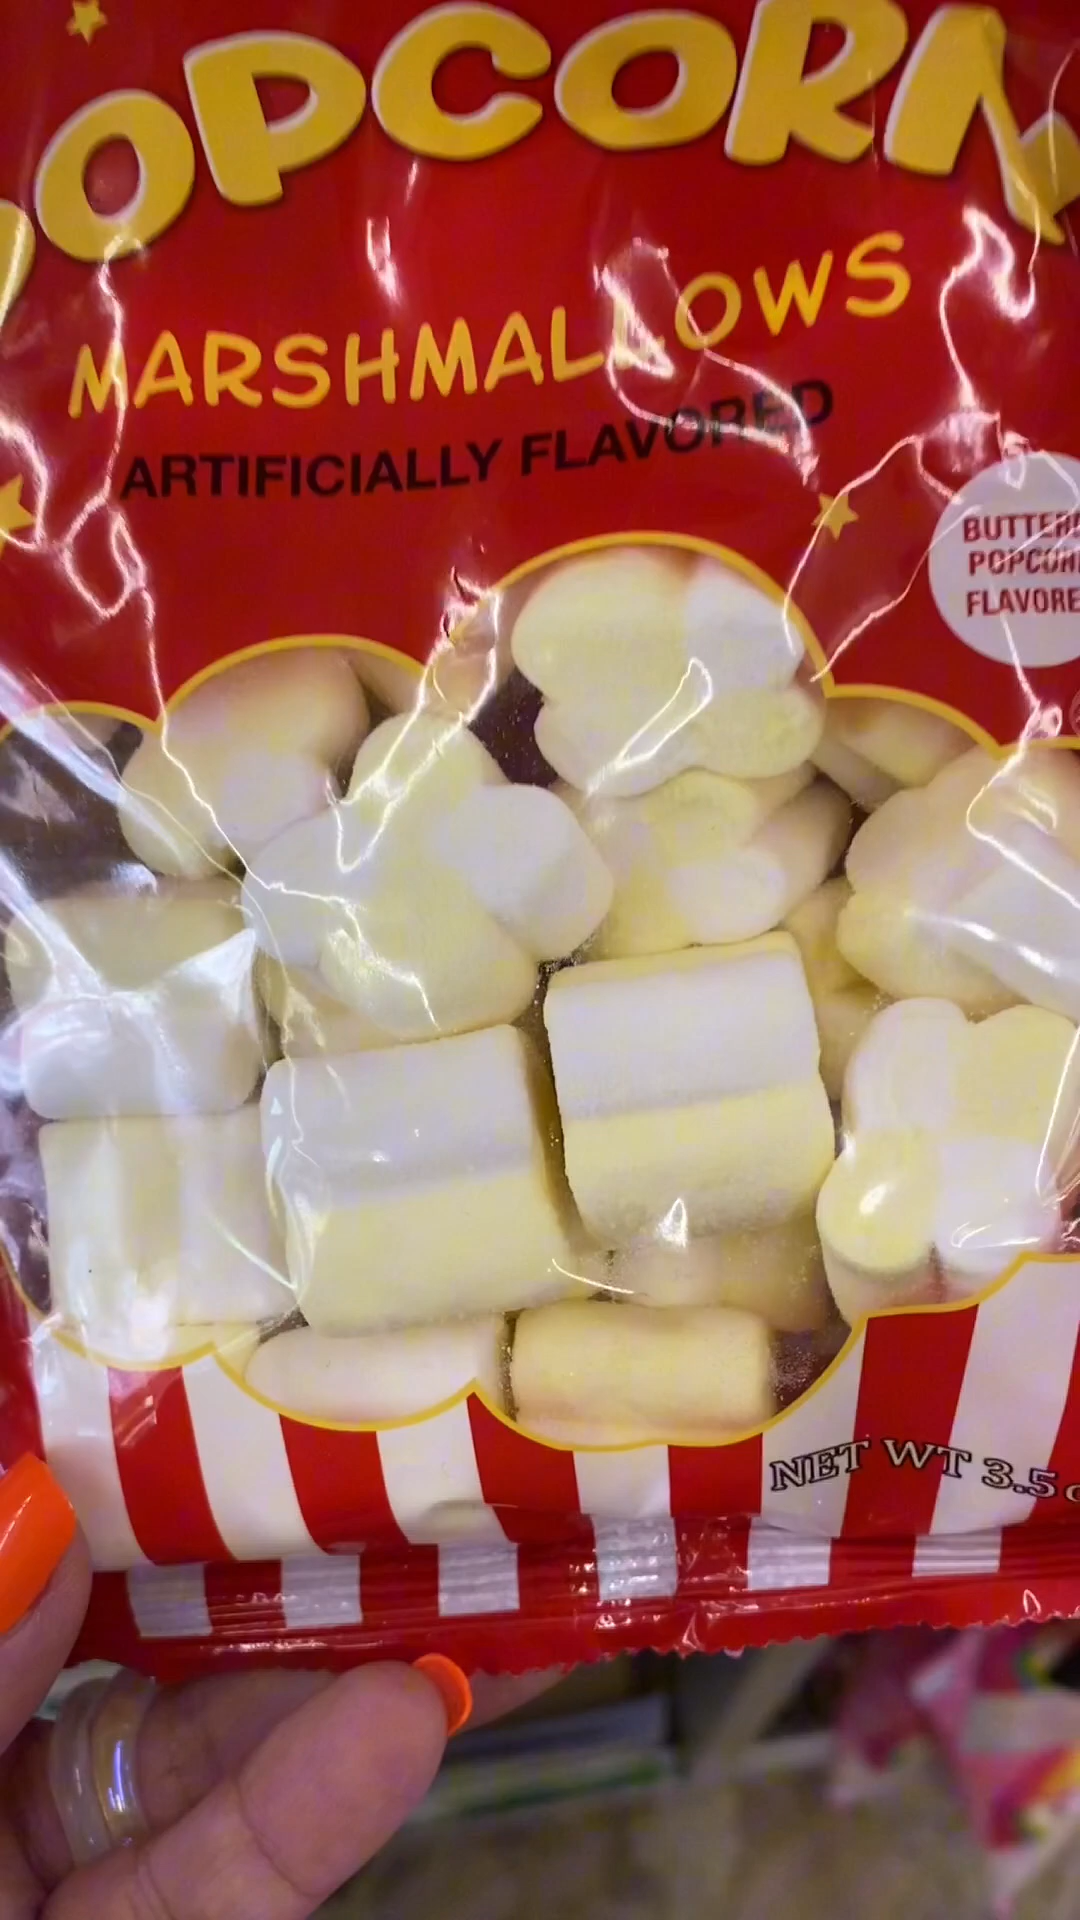 POPCORN
MARSHMALLOWS
ARTIFICIALLY FLAVORED
BUTTER
POPCORN
FLAVORE
NET WT 3.5 o